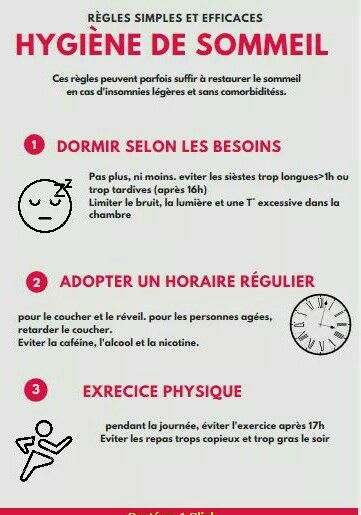 RÈGLES SIMPLES ET EFFICACES
HYGIÈNE DE SOMMEIL
Ces règles peuvent parfois suffir à restaurer le sommeil
en cas d'insomnies légères et sans comorbiditéss.
1 DORMIR SELON LES BESOINS
Pas plus, ni moins. eviter les sièstes trop longues>1h ou
trop tardives (après 16h)
Limiter le bruit, la lumière et une T° excessive dans la
chambre
2 ADOPTER UN HORAIRE RÉGULIER
pour le coucher et le réveil. pour les personnes agées,
retarder le coucher.
Eviter la caféine, l'alcool et la nicotine.
3 EXRECICE PHYSIQUE
pendant la journée, éviter l'exercice après 17h
Eviter les repas trops copieux et trop gras le soir